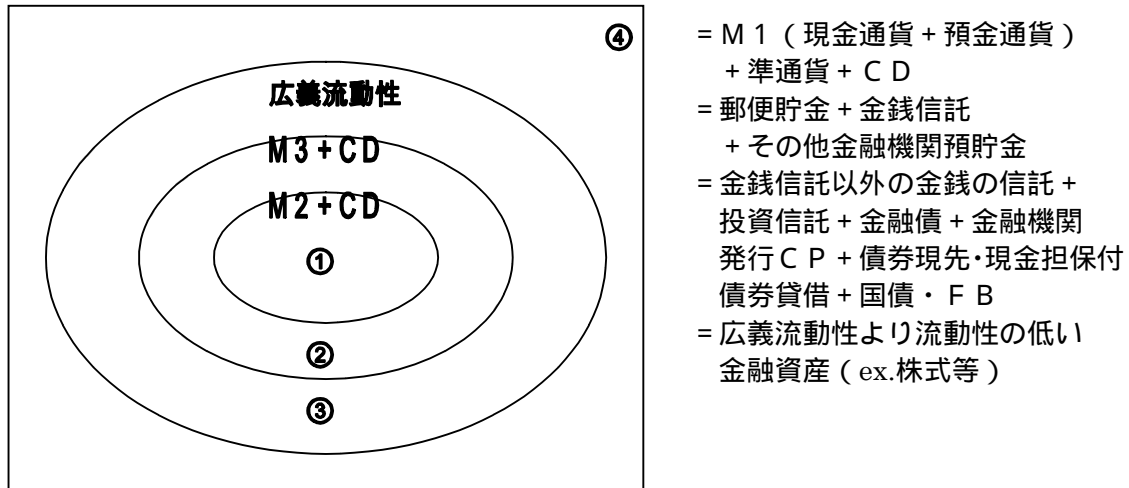 ④
広義流動性
M3+CD
M2+CD
①
②
③
=M1(現金通貨+預金通貨)
+準通貨+CD
=郵便貯金+金銭信託
+その他金融機関預貯金
=金銭信託以外の金銭の信託+
投資信託+金融債+金融機関
発行CP+債券現先・現金担保付
債券貸借+国債・FB
=広義流動性より流動性の低い
金融資産(ex.株式等)